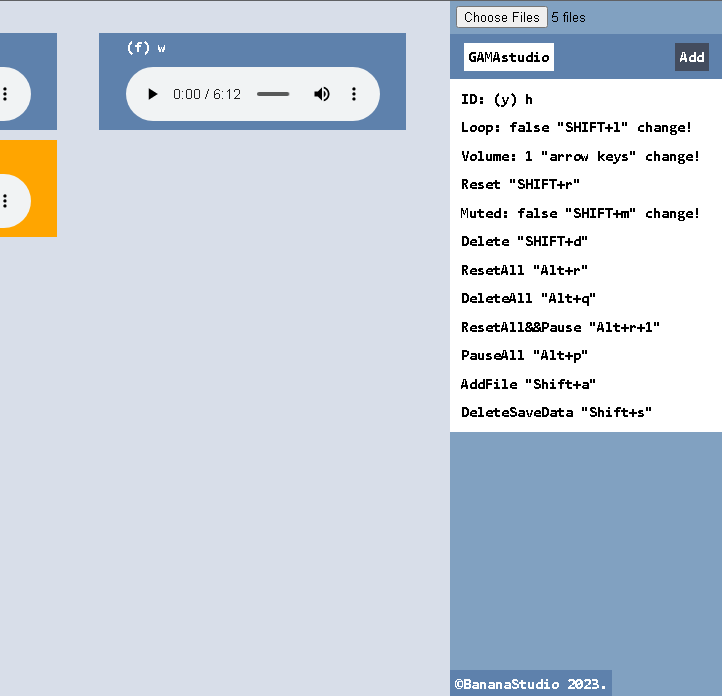 Choose Files 5 files
GAMAstudio Add
(f) w
0:00 / 6:12
ID: (y) h
Loop: false "SHIFT+l" change!
Volume: 1 "arrow keys" change!
Reset "SHIFT+r"
Muted: false "SHIFT+m" change!
Delete "SHIFT+d"
ResetAll "Alt+r"
DeleteAll "Alt+q"
ResetAll&&Pause "Alt+r+1"
PauseAll "Alt+p"
AddFile "Shift+a"
DeleteSaveData "Shift+s"
©BananaStudio 2023.